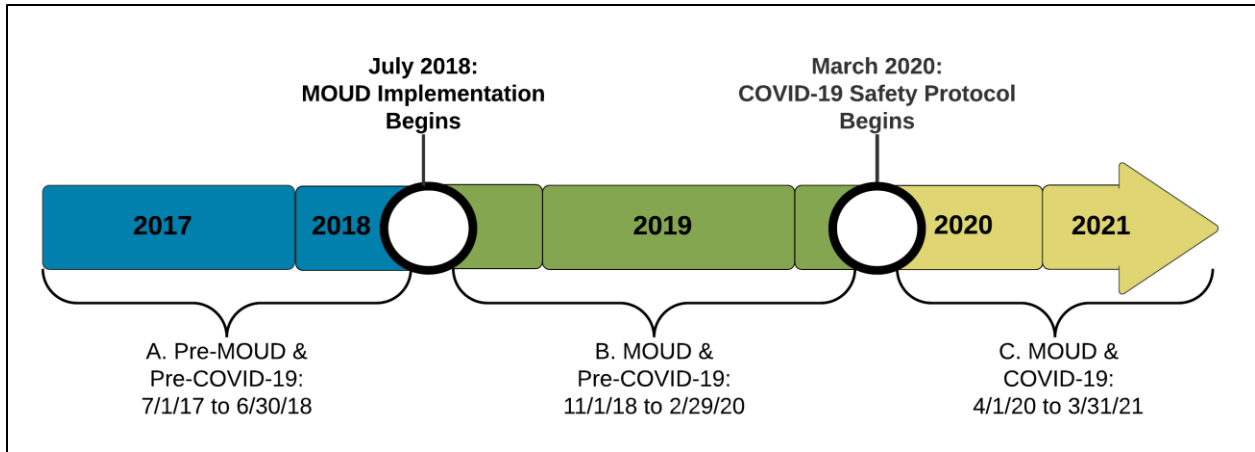 July 2018:
MOUD Implementation
Begins
March 2020:
COVID-19 Safety Protocol
Begins
2017
2018
2019
2020
2021
A. Pre-MOUD &
Pre-COVID-19:
7/1/17 to 6/30/18
B. MOUD &
Pre-COVID-19:
11/1/18 to 2/29/20
C. MOUD &
COVID-19:
4/1/20 to 3/31/21